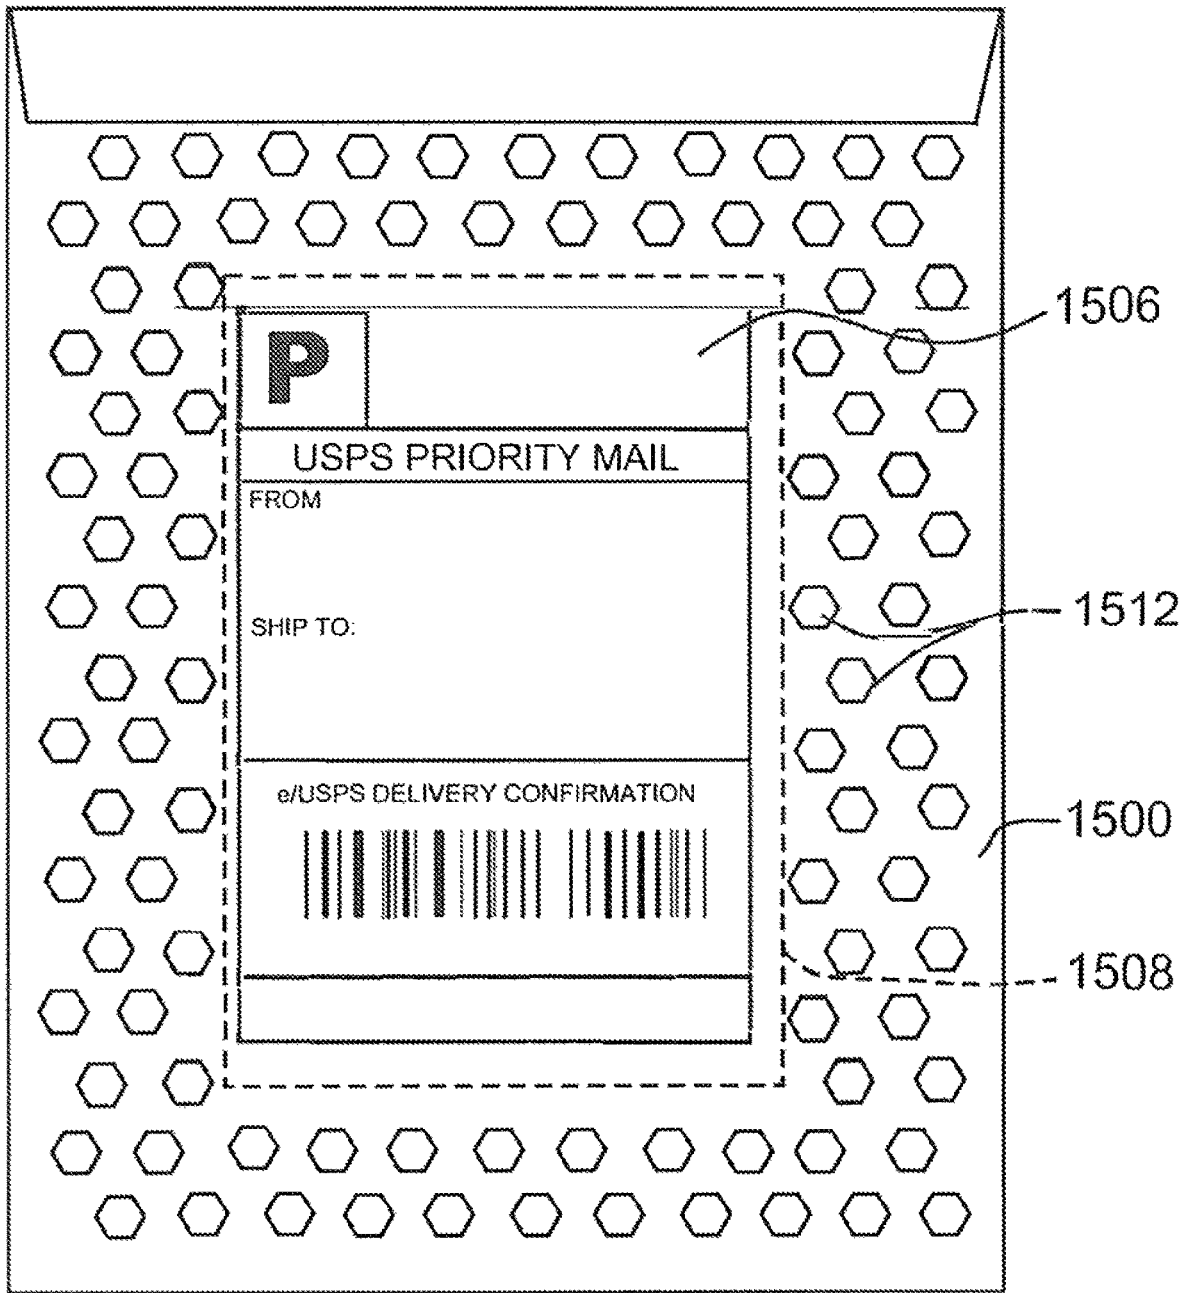 1506
P
USPS PRIORITY MAIL
FROM
SHIP TO:
1512
e/USPS DELIVERY CONFIRMATION
1500
1508